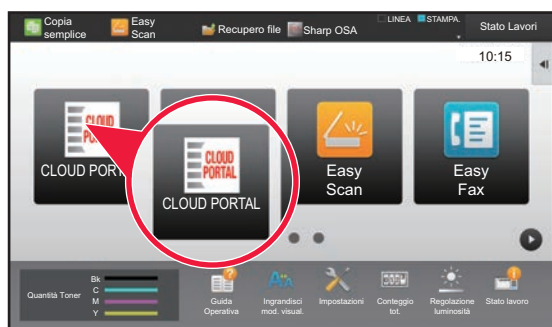 Copia semplice
Easy Scan
Recupero file
Sharp OSA
LINEA
STAMPA.
Stato Lavori
10:15
CLOUD PORTAL
CLOUD PORT
CLOUD PORTAL
CLOUD PORTAL
Easy Scan
Easy Fax
Quantità Toner
Bk
C
M
Y
Guida Operativa
Ingrandisci mod. visual.
Impostazioni
Conteggio tot.
Regolazione luminosità
Stato lavoro